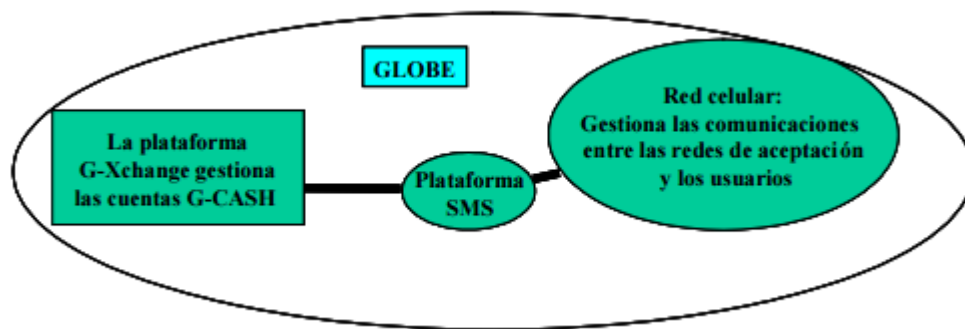 GLOBE
La plataforma
G-Xchange gestiona
las cuentas G-CASH
Plataforma
SMS
Red celular:
Gestiona las comunicaciones
entre las redes de aceptación
y los usuarios